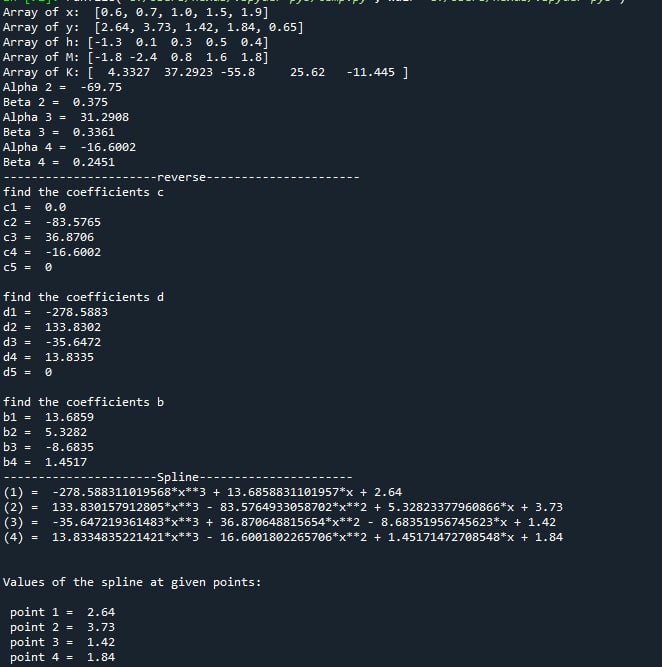 Array of x:  [0.6, 0.7, 1.0, 1.5, 1.9]
Array of y:  [2.64, 3.73, 1.42, 1.84, 0.65]
Array of h: [-1.3  0.1  0.3  0.5  0.4]
Array of M: [-1.8 -2.4  0.8  1.6  1.8]
Array of K: [  4.3327  37.2923 -55.8     25.62   -11.445 ]
Alpha 2 =  -69.75
Beta 2 =  0.375
Alpha 3 =  31.2908
Beta 3 =  0.3361
Alpha 4 =  -16.6002
Beta 4 =  0.2451
----------------------reverse----------------------
find the coefficients c
c1 =  0.0
c2 =  -83.5765
c3 =  36.8706
c4 =  -16.6002
c5 =  0
find the coefficients d
d1 =  -278.5883
d2 =  133.8302
d3 =  -35.6472
d4 =  13.8335
d5 =  0
find the coefficients b
b1 =  13.6859
b2 =  5.3282
b3 =  -8.6835
b4 =  1.4517
----------------------Spline----------------------
(1) =  -278.588311019568*x**3 + 13.6858831101957*x + 2.64
(2) =  133.830157912805*x**3 - 83.5764933058702*x**2 + 5.32823377960866*x + 3.73
(3) =  -35.647219361483*x**3 + 36.870648815654*x**2 - 8.68351956745623*x + 1.42
(4) =  13.8334835221421*x**3 - 16.6001802265706*x**2 + 1.45171472708548*x + 1.84
Values of the spline at given points:
point 1 =  2.64
point 2 =  3.73
point 3 =  1.42
point 4 =  1.84